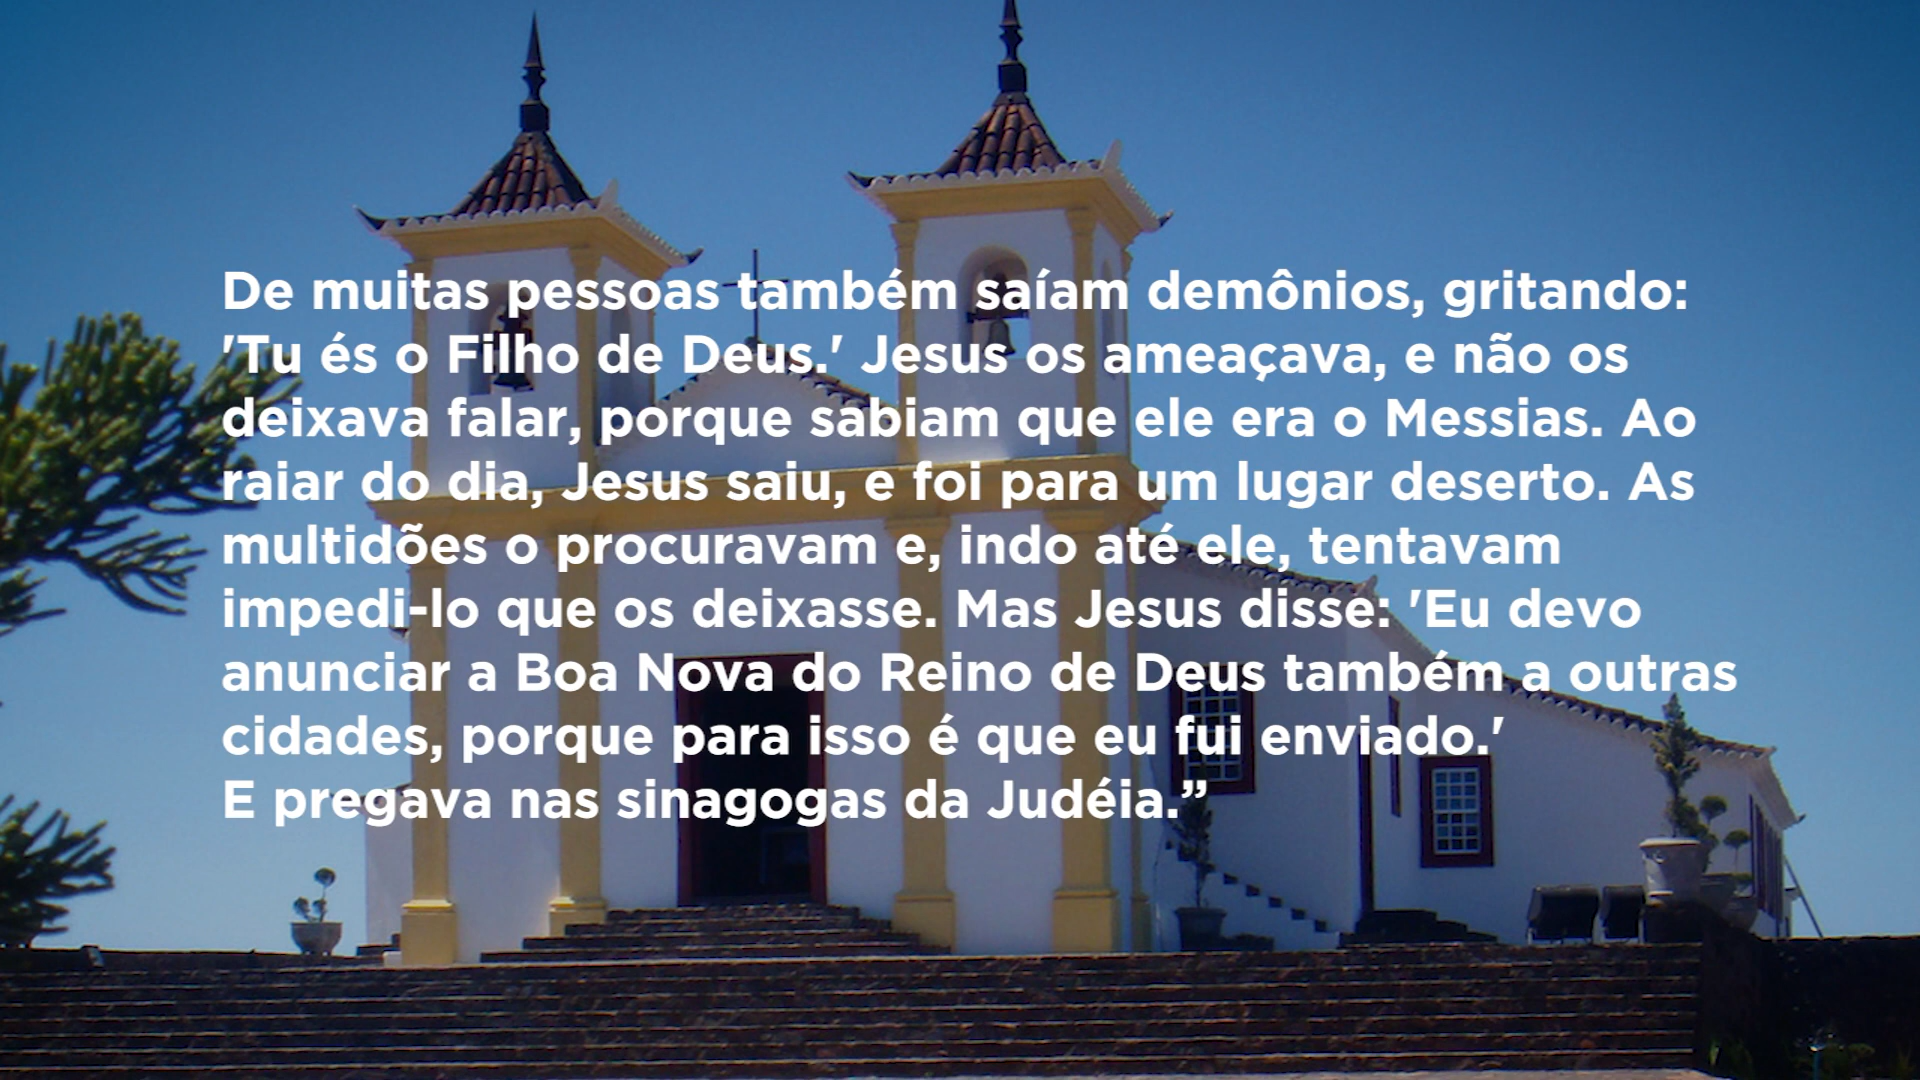 De muitas pessoas também saíam demônios, gritando:
'Tu és o Filho de Deus.' Jesus os ameaçava, e não os
deixava falar, porque sabiam que ele era o Messias. Ao
raiar do dia, Jesus saiu, e foi para um lugar deserto. As
multidões o procuravam e, indo até ele, tentavam
impedi-lo que os deixasse. Mas Jesus disse: 'Eu devo
anunciar a Boa Nova do Reino de Deus também a outras
cidades, porque para isso é que eu fui enviado.'
E pregava nas sinagogas da Judéia.”